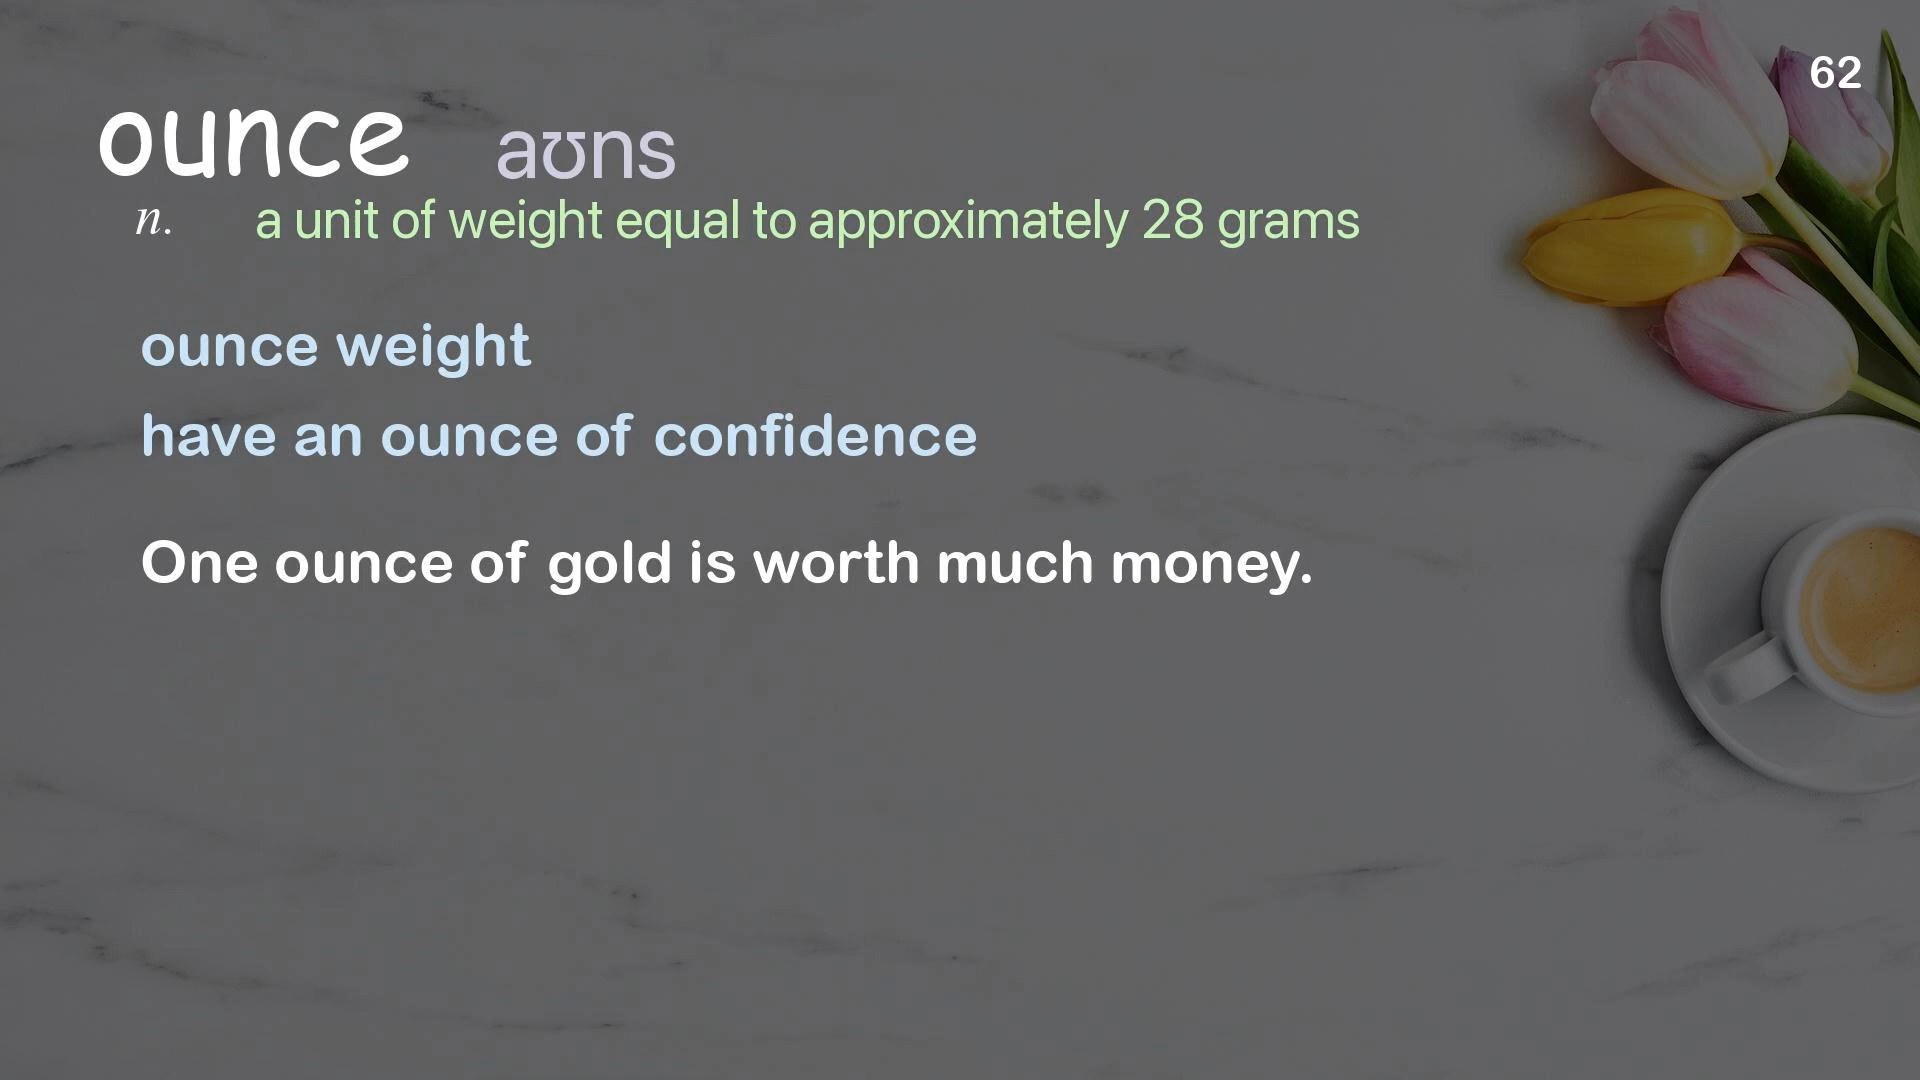 62
ounce aʊns
n. a unit of weight equal to approximately 28 grams
ounce weight
have an ounce of confidence
One ounce of gold is worth much money.